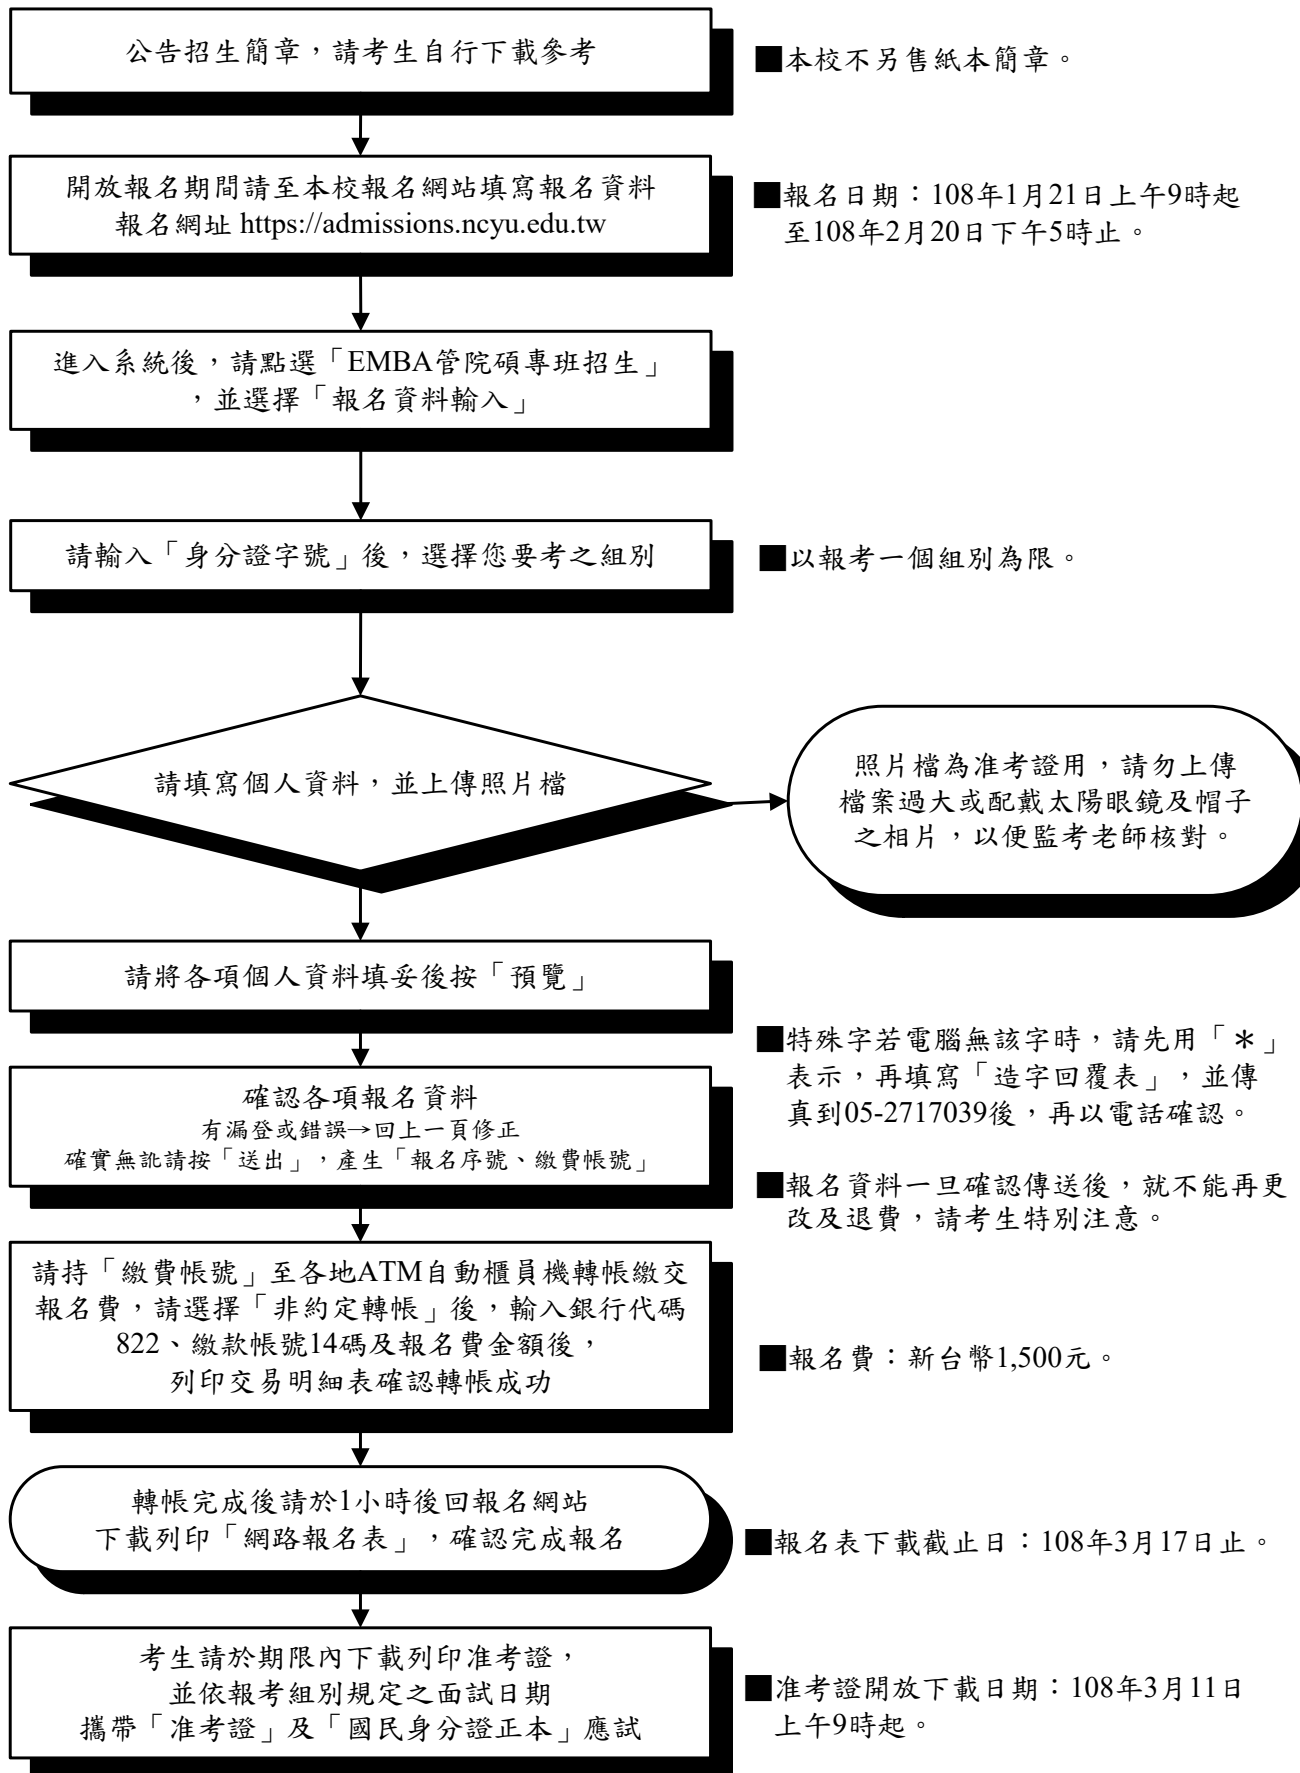 公告招生簡章，請考生自行下載參考
■本校不另售紙本簡章。
開放報名期間請至本校報名網站填寫報名資料
報名網址 https://admissions.ncyu.edu.tw
■報名日期：108年1月21日上午9時起
至108年2月20日下午5時止。
進入系統後，請點選「EMBA管院碩專班招生」
，並選擇「報名資料輸入」
請輸入「身分證字號」後，選擇您要考之組別
■以報考一個組別為限。
請填寫個人資料，並上傳照片檔
照片檔為准考證用，請勿上傳
檔案過大或配戴太陽眼鏡及帽子
之相片，以便監考老師核對。
請將各項個人資料填妥後按「預覽」
■特殊字若電腦無該字時，請先用「＊」
表示，再填寫「造字回覆表」，並傳
真到05-2717039後，再以電話確認。
確認各項報名資料
有漏登或錯誤→回上一頁修正
確實無訛請按「送出」，產生「報名序號、繳費帳號」
■報名資料一旦確認傳送後，就不能再更
改及退費，請考生特別注意。
請持「繳費帳號」至各地ATM自動櫃員機轉帳繳交
報名費，請選擇「非約定轉帳」後，輸入銀行代碼
822、繳款帳號14碼及報名費金額後，
列印交易明細表確認轉帳成功
■報名費：新台幣1,500元。
轉帳完成後請於1小時後回報名網站
下載列印「網路報名表」，確認完成報名
■報名表下載截止日：108年3月17日止。
考生請於期限內下載列印准考證，
並依報考組別規定之面試日期
攜帶「准考證」及「國民身分證正本」應試
■准考證開放下載日期：108年3月11日
上午9時起。